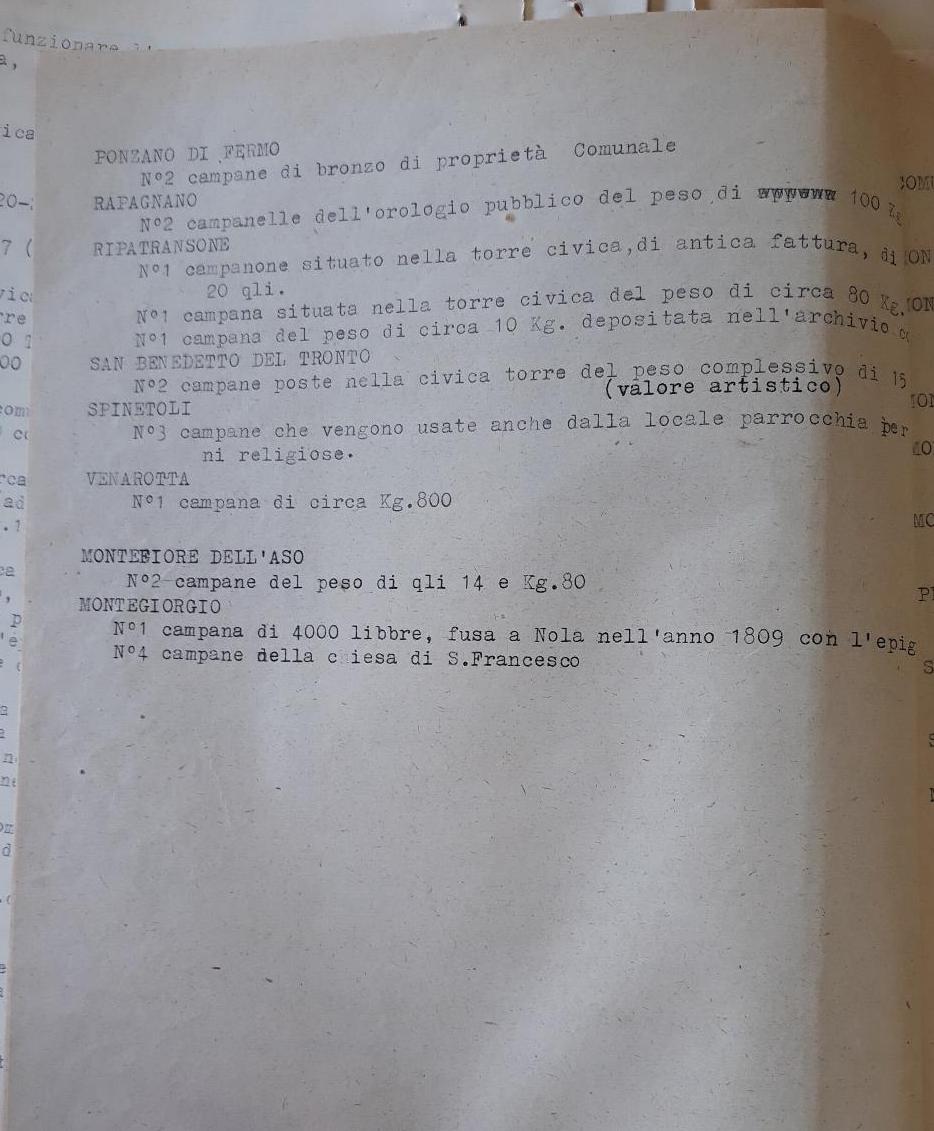 funzionare
PONZANO DI FERMO
N°2 campane di bronzo di proprietà Comunale
RAPAGNANO
N°2 campanelle dell'orologio pubblico del peso di 100 Kg
RIPATRANSONE
N°1 campanone situato nella torre civica, di antica fattura, di
20 qli.
N°1 campana situata nella torre civica del peso di circa 80 Kg.
N°1 campana del peso di circa 10 Kg. depositata nell'archivio
SAN BENEDETTO DEL TRONTO
N°2 campane poste nella civica torre del peso complessivo di 15
(valore artistico)
SPINETOLI
N°3 campane che vengono usate anche dalla locale parrocchia per
ni religiose.
VENAROTTA
N°1 campana di circa Kg.800
MONTEFIORE DELL'ASO
N°2 campane del peso di qli 14 e Kg.80
MONTEGIORGIO
N°1 campana di 4000 libbre, fusa a Nola nell'anno 1809 con l'epig
N°4 campane della c iesa di S.Francesco